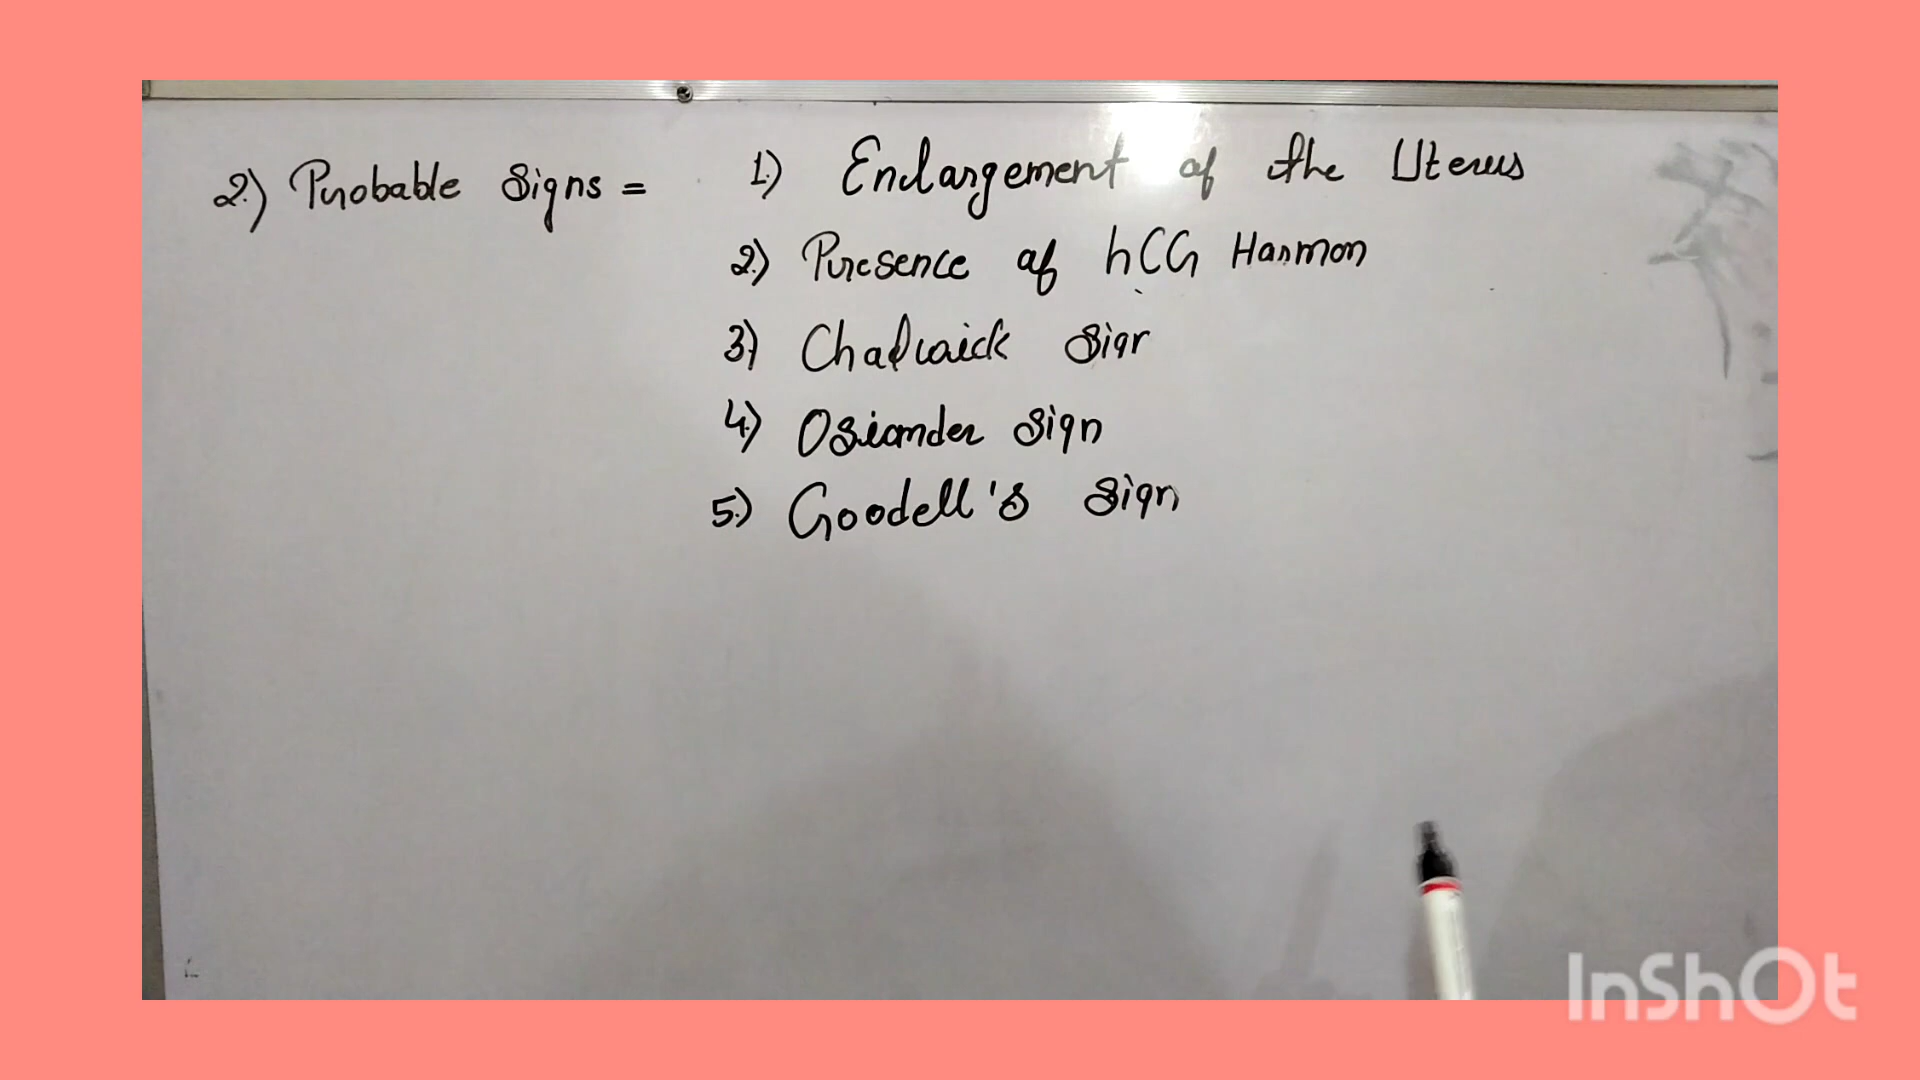 2.) Probable Signs = 1.) Enlargement of the Uterus
2.) Presence of hCG Harmon
3) Chadwick Sign
4.) Osiander Sign
5.) Goodell's Sign
InShOt